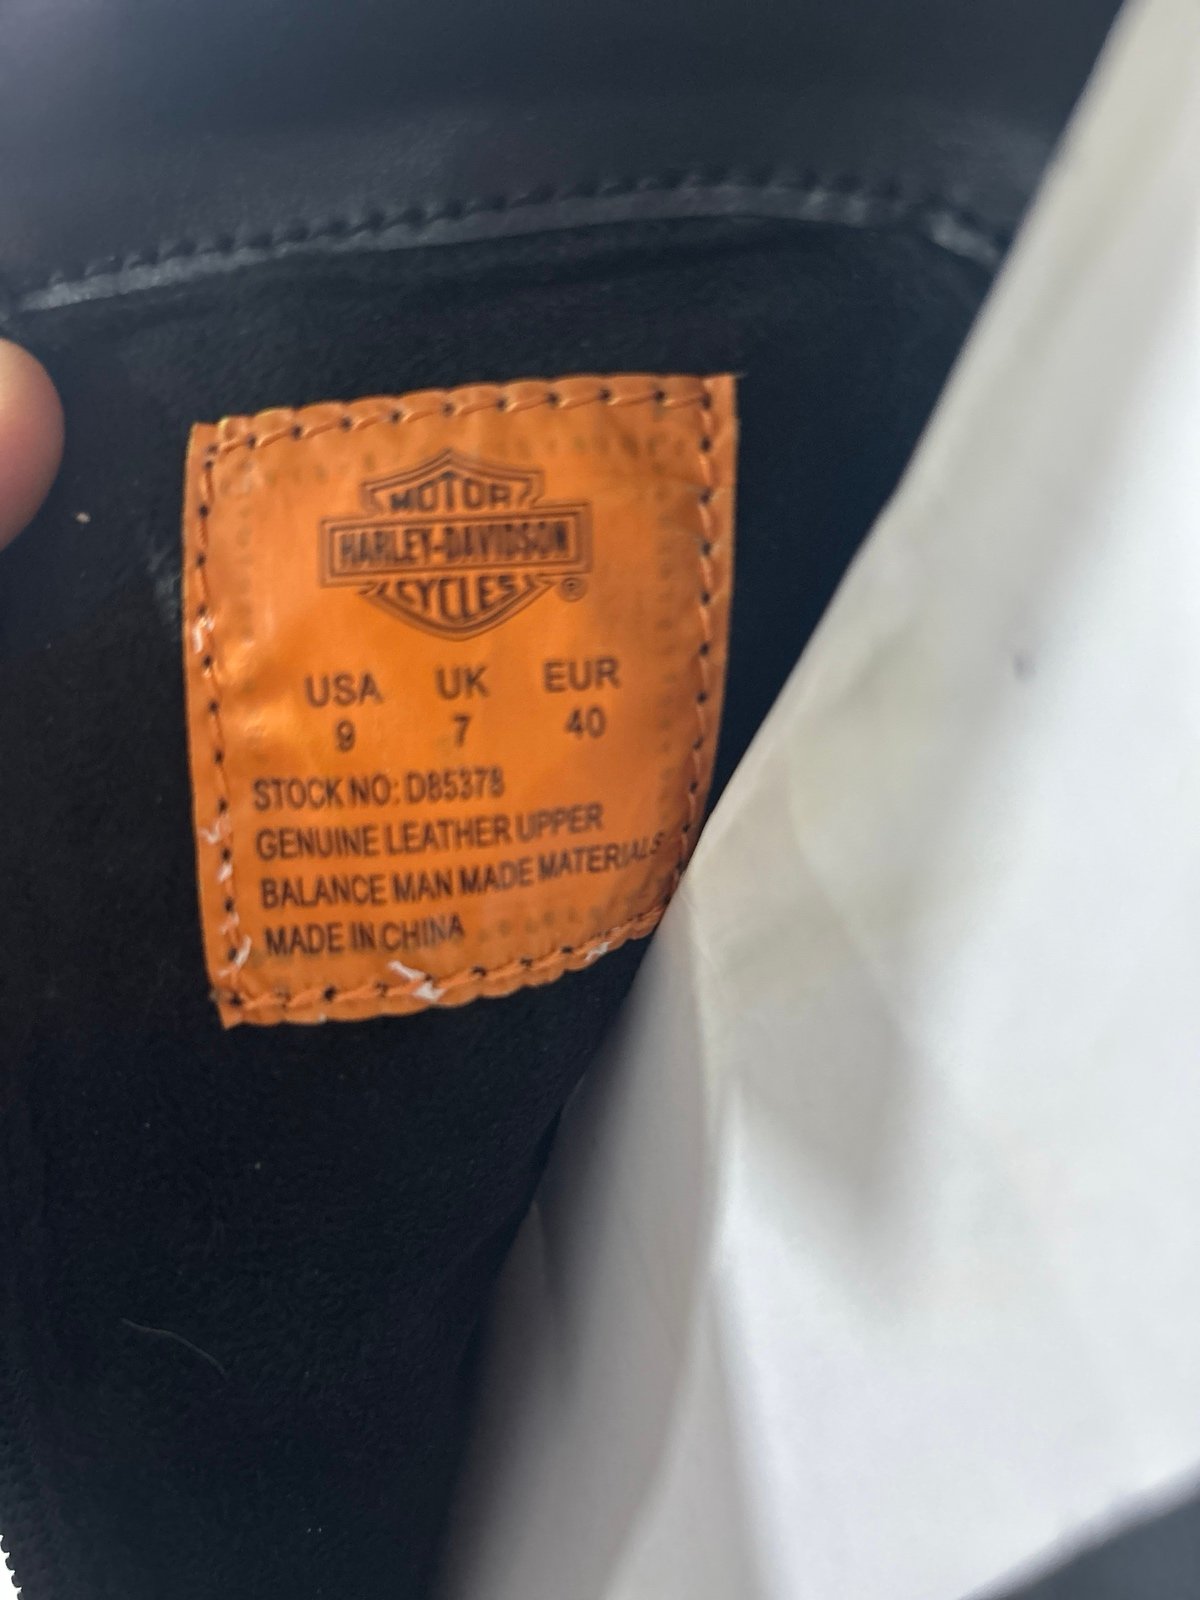 MOTOR
HARLEY-DAVIDSON
CYCLES ®
USA UK EUR
9 7 40
STOCK NO: D85378
GENUINE LEATHER UPPER
BALANCE MAN MADE MATERIALS
MADE IN CHINA